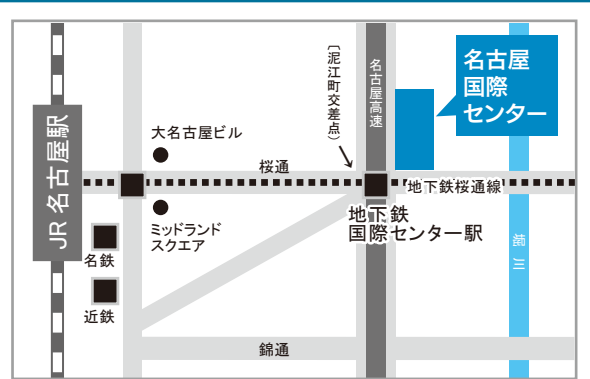 名古屋
国際
センター
〔泥江町交差点〕
名古屋高速
大名古屋ビル
桜通
JR 名古屋駅
地下鉄桜通線
地下鉄
国際センター駅
ミッドランド
スクエア
名鉄
近鉄
錦通
川